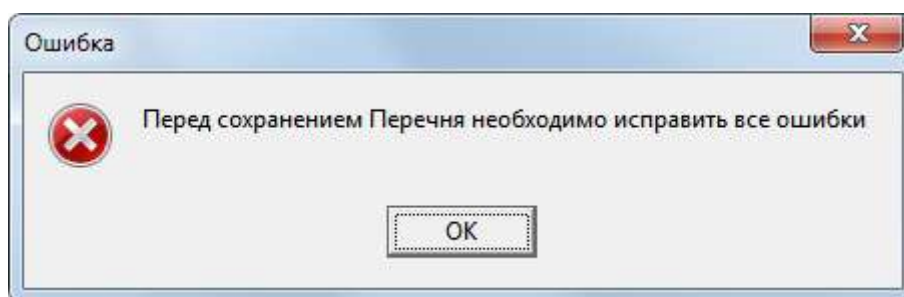 Ошибка
Перед сохранением Перечня необходимо исправить все ошибки
OK